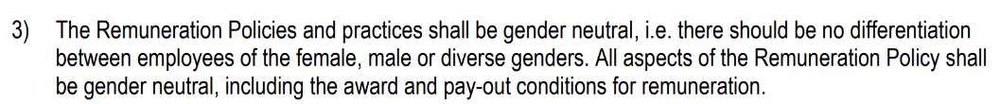 3) The Remuneration Policies and practices shall be gender neutral, i.e. there should be no differentiation
between employees of the female, male or diverse genders. All aspects of the Remuneration Policy shall
be gender neutral, including the award and pay-out conditions for remuneration.